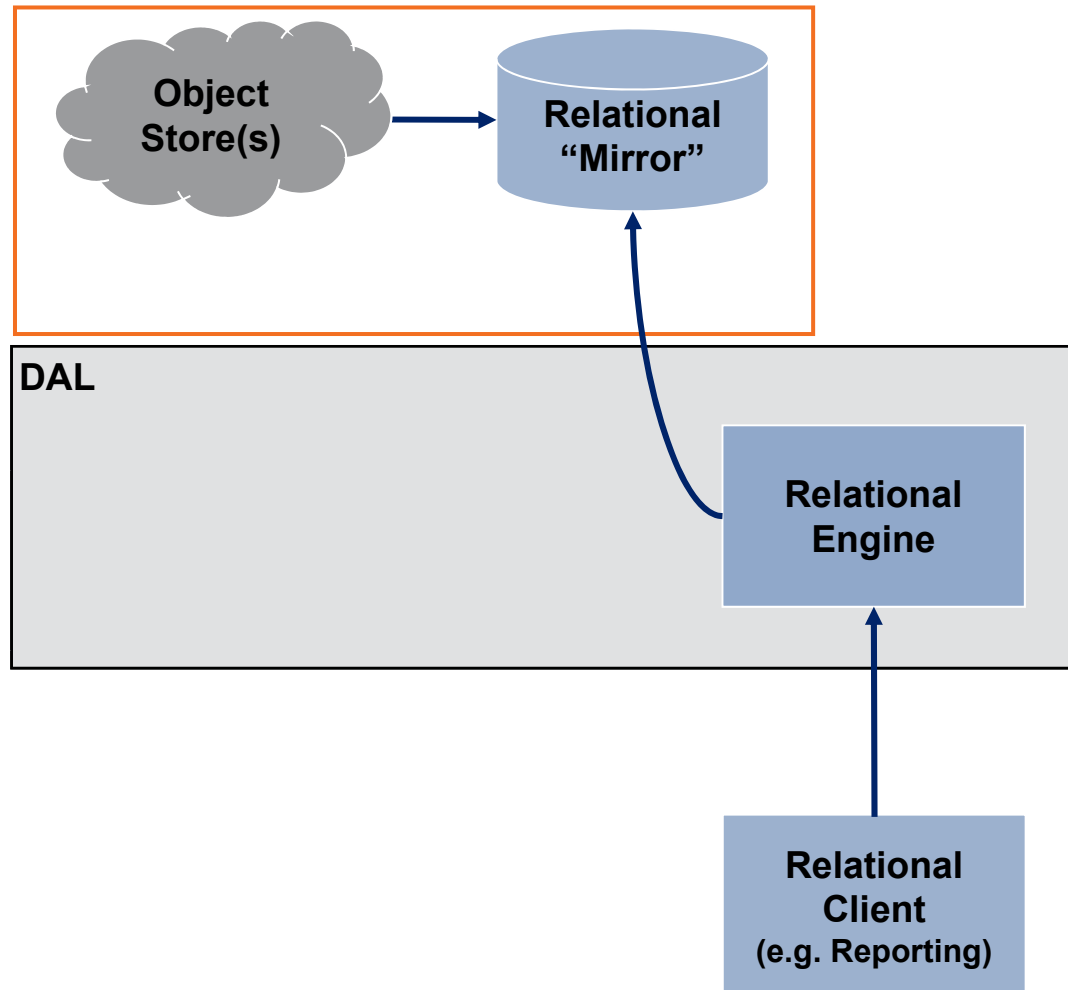 Object
Store(s)
Relational
“Mirror”
DAL
Relational
Engine
Relational
Client
(e.g. Reporting)